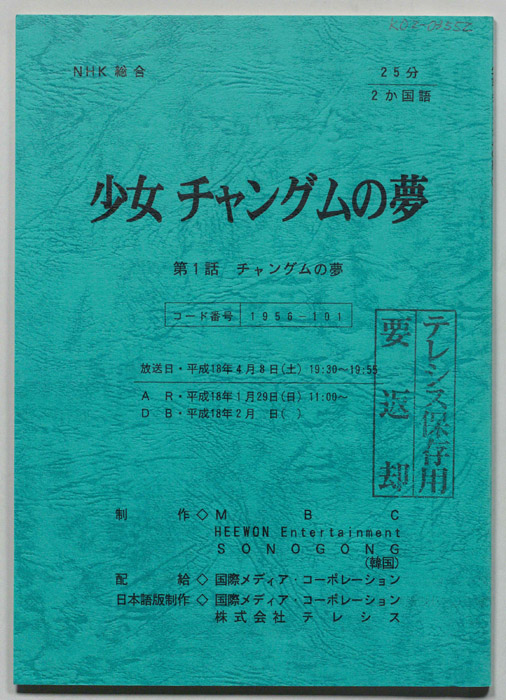 NHK 総合
25分
2か国語
少女 チャングムの夢
第1話 チャングムの夢
コード番号 1956-101
放送日・平成18年4月8日(土) 19:30～19:55
A R・平成18年1月29日(日) 11:00～
D B・平成18年2月 日( )
テレシス保存用
要返却
制作◇MBC
HEEWON Entertainment
SONOGONG
(韓国)
配給◇国際メディア・コーポレーション
日本語版制作◇国際メディア・コーポレーション
株式会社 テレシス